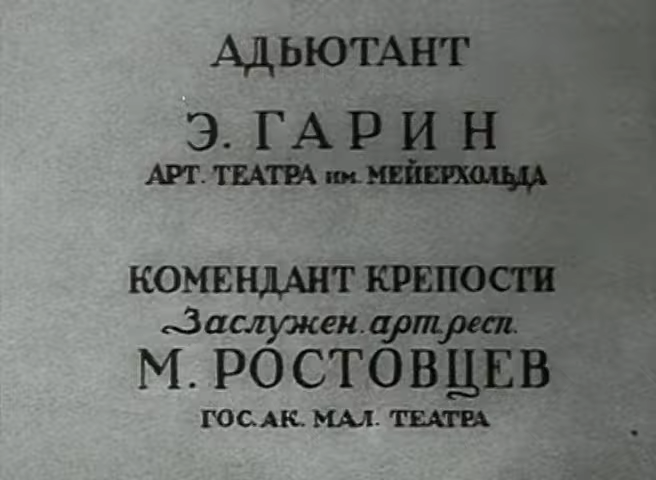 АДЬЮТАНТ
Э. ГАРИН
АРТ. ТЕАТРА им. МЕЙЕРХОЛЬДА
КОМЕНДАНТ КРЕПОСТИ
Заслужен. арт. респ.
М. РОСТОВЦЕВ
ГОС. АК. МАЛ. ТЕАТРА